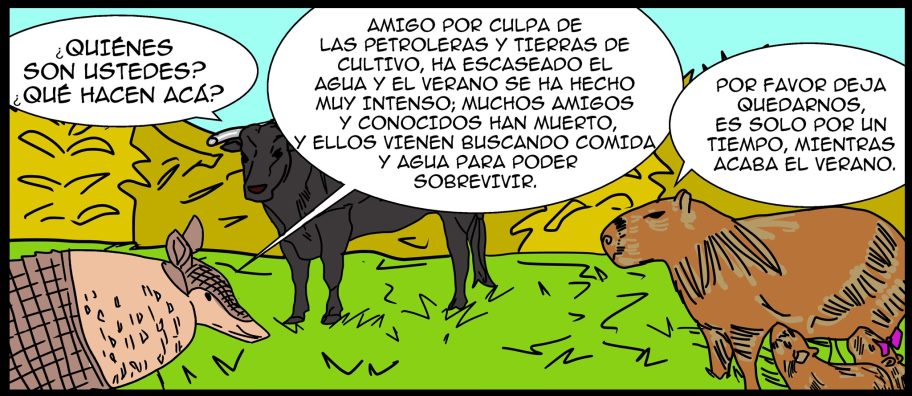 ¿QUIÉNES
SON USTEDES?
¿QUÉ HACEN ACÁ?
AMIGO POR CULPA DE
LAS PETROLERAS Y TIERRAS DE
CULTIVO, HA ESCASEADO EL
AGUA Y EL VERANO SE HA HECHO
MUY INTENSO; MUCHOS AMIGOS
Y CONOCIDOS HAN MUERTO,
Y ELLOS VIENEN BUSCANDO COMIDA
Y AGUA PARA PODER
SOBREVIVIR.
POR FAVOR DEJA
QUEDARNOS,
ES SOLO POR UN
TIEMPO, MIENTRAS
ACABA EL VERANO.